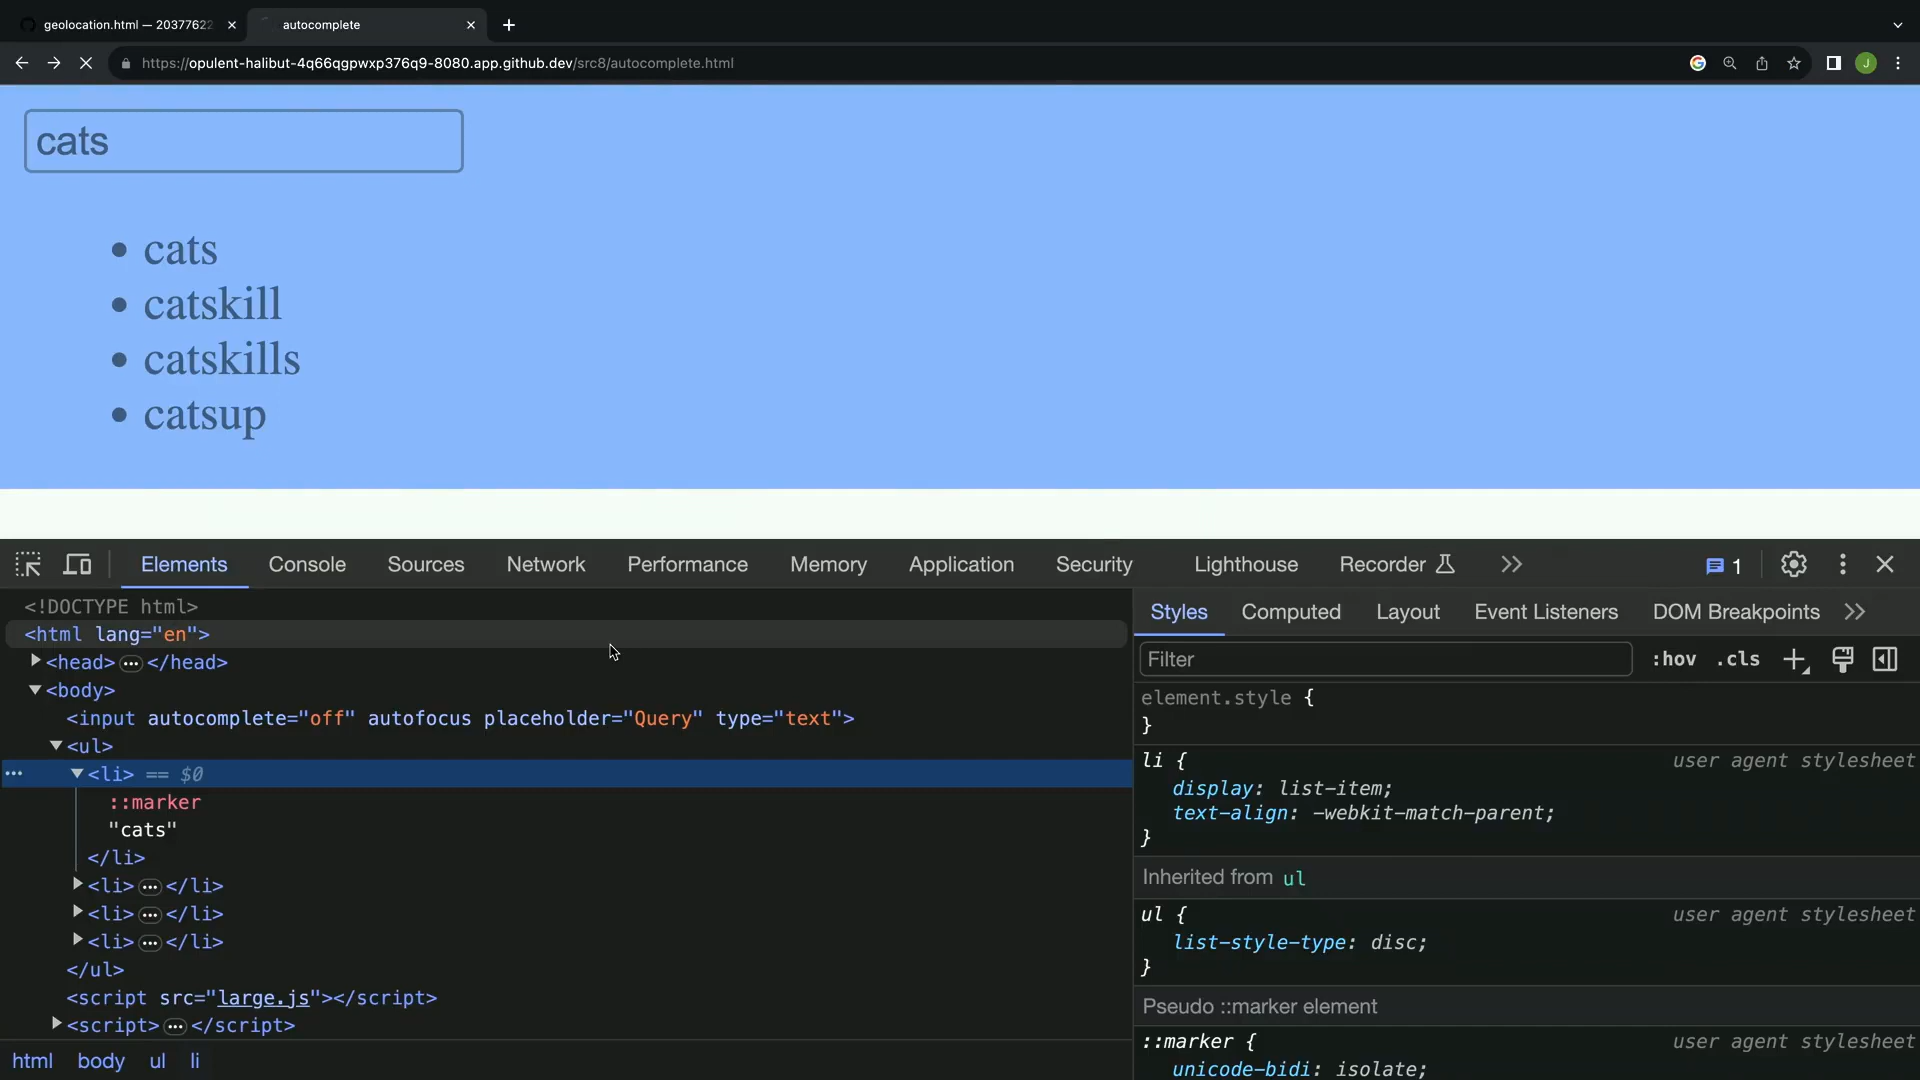 geolocation.html — 20377622
autocomplete
https://opulent-halibut-4q66qgpwxp376q9-8080.app.github.dev/src8/autocomplete.html
J
cats
cats
catskill
catskills
catsup
Elements Console Sources Network Performance Memory Application Security Lighthouse Recorder 1
<!DOCTYPE html>
<html lang="en">
<head> ... </head>
<body>
<input autocomplete="off" autofocus placeholder="Query" type="text">
<ul>
<li> == $0
::marker
"cats"
</li>
<li> ... </li>
<li> ... </li>
<li> ... </li>
</ul>
<script src="large.js"></script>
<script> ... </script>
html body ul li
Styles Computed Layout Event Listeners DOM Breakpoints
Filter :hov .cls
element.style {
}
li { user agent stylesheet
display: list-item;
text-align: -webkit-match-parent;
}
Inherited from ul
ul { user agent stylesheet
list-style-type: disc;
}
Pseudo ::marker element
::marker { user agent stylesheet
unicode-bidi: isolate;